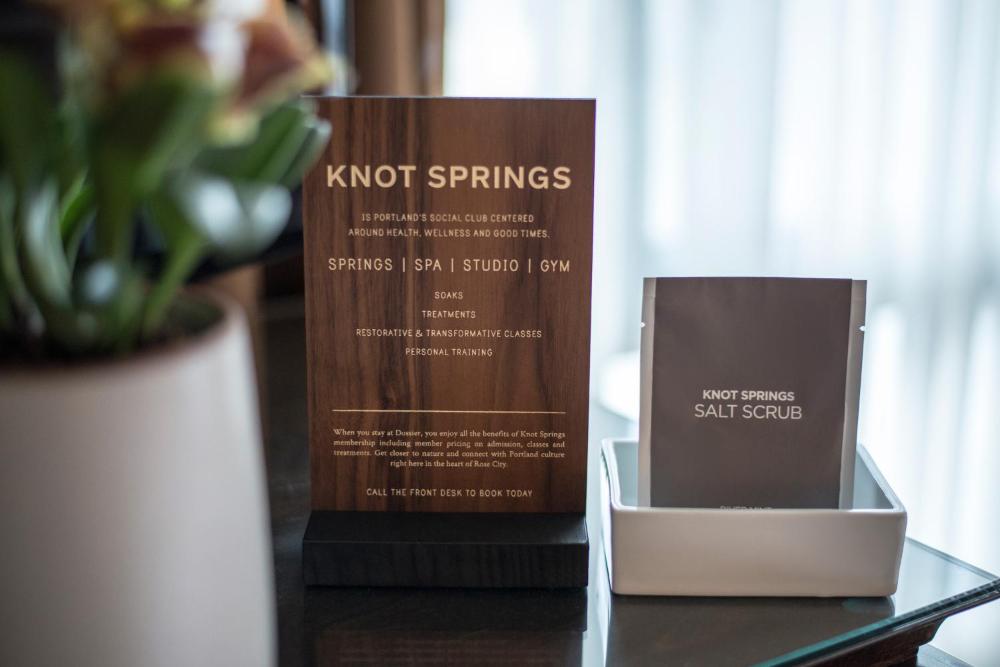 KNOT SPRINGS
IS PORTLAND'S SOCIAL CLUB CENTERED
AROUND HEALTH, WELLNESS AND GOOD TIMES.
SPRINGS | SPA | STUDIO | GYM
SOAKS
TREATMENTS
RESTORATIVE & TRANSFORMATIVE CLASSES
PERSONAL TRAINING
When you stay at Dossier, you enjoy all the benefits of Knot Springs
membership including member pricing on admission, classes and
treatments. Get closer to nature and connect with Portland culture
right here in the heart of Rose City.
CALL THE FRONT DESK TO BOOK TODAY
KNOT SPRINGS
SALT SCRUB